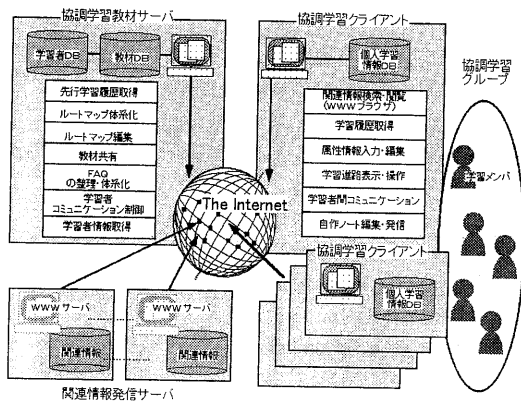 協調学習教材サーバ
学習者DB
教材DB
先行学習履歴取得
ルートマップ体系化
ルートマップ編集
教材共有
FAQ
の整理・体系化
学習者
コミュニケーション制御
学習者情報取得
協調学習クライアント
個人学習
情報DB
関連情報検索・閲覧
(WWWブラウザ)
学習履歴取得
属性情報入力・編集
学習道路表示・操作
学習者間コミュニケーション
自作ノート編集・発信
協調学習
グループ
学習メンバ
The Internet
協調学習クライアント
個人学習
情報DB
WWWサーバ
関連情報
WWWサーバ
関連情報
関連情報発信サーバ